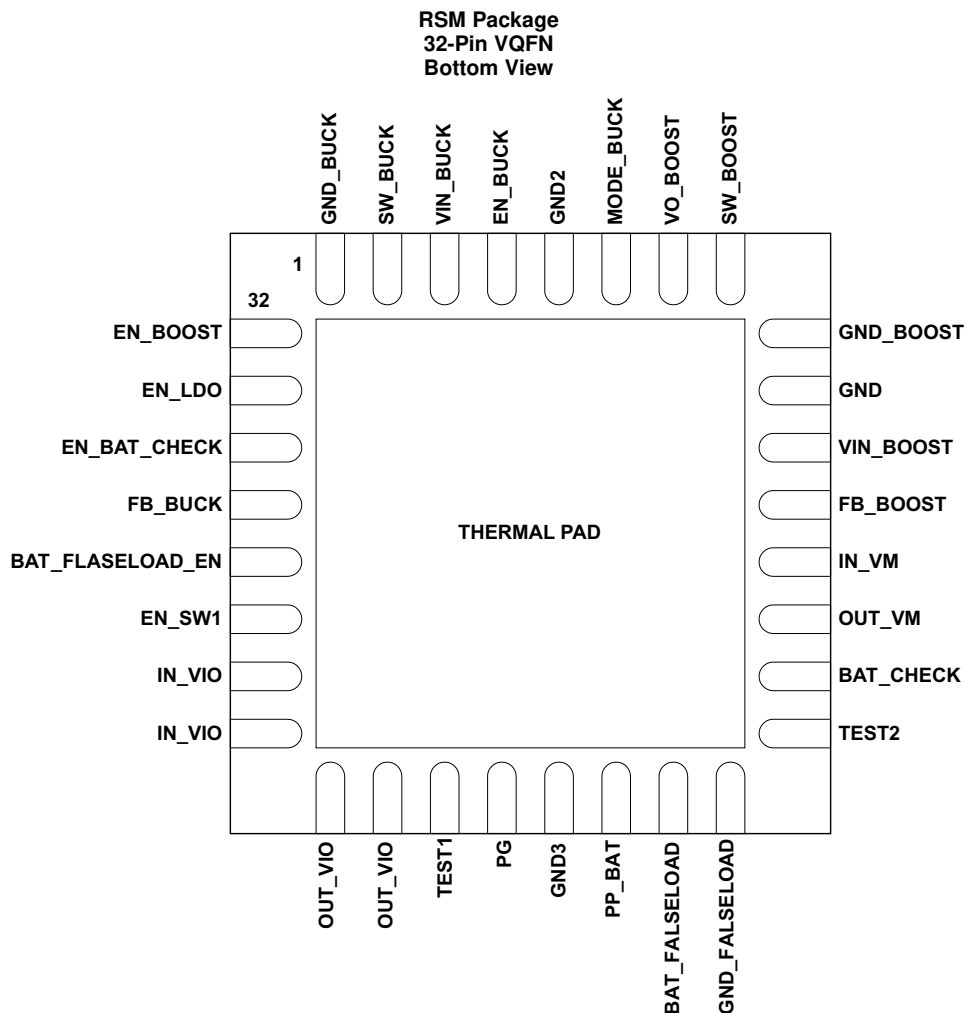 RSM Package
32-Pin VQFN
Bottom View
GND_BUCK
SW_BUCK
VIN_BUCK
EN_BUCK
GND2
MODE_BUCK
VO_BOOST
SW_BOOST
1
32
EN_BOOST
EN_LDO
EN_BAT_CHECK
FB_BUCK
BAT_FLASELOAD_EN
EN_SW1
IN_VIO
IN_VIO
THERMAL PAD
GND_BOOST
GND
VIN_BOOST
FB_BOOST
IN_VM
OUT_VM
BAT_CHECK
TEST2
OUT_VIO
OUT_VIO
TEST1
PG
GND3
PP_BAT
BAT_FALSELOAD
GND_FALSELOAD